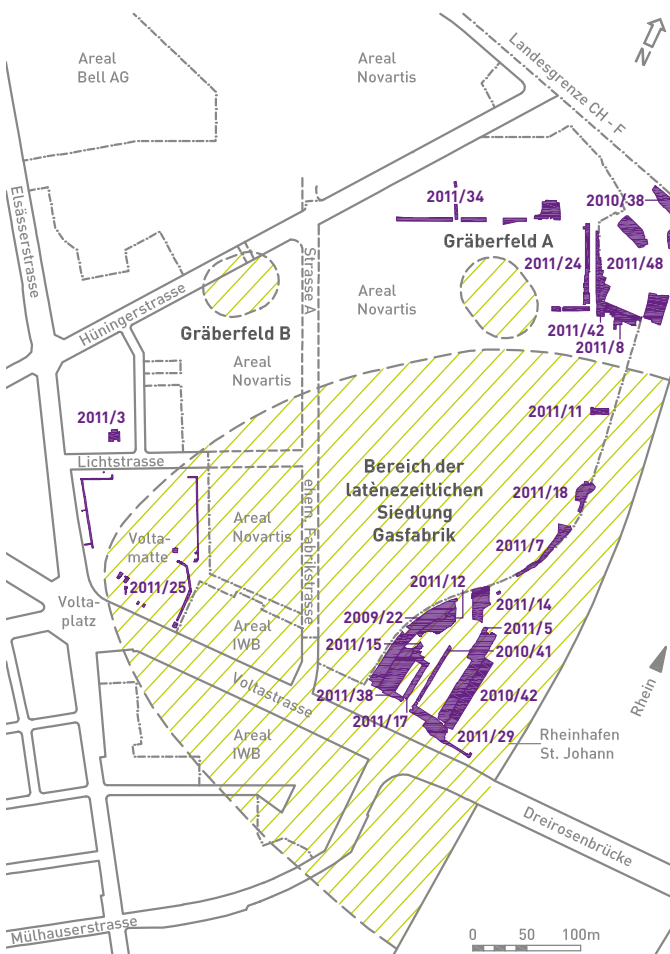 Areal
Bell AG
Areal
Novartis
Landesgrenze CH - F
N
Elsässerstrasse
2011/34
2010/38
Gräberfeld A
2011/24
2011/48
Strasse A
Hüningerstrasse
Areal
Novartis
Gräberfeld B
2011/42
2011/8
Areal
Novartis
2011/3
2011/11
Lichtstrasse
Bereich der
latènezeitlichen
Siedlung
Gasfabrik
2011/18
ehem. Fabrikstrasse
Areal
Novartis
Volta-
matte
2011/7
2011/25
2011/12
2011/14
Volta-
platz
2009/22
2011/5
Areal
IWB
2011/15
2010/41
Voltastrasse
2011/38
2010/42
2011/17
Rhein
2011/29
Areal
IWB
Rheinhafen
St. Johann
Dreirosenbrücke
Mülhauserstrasse
0 50 100m